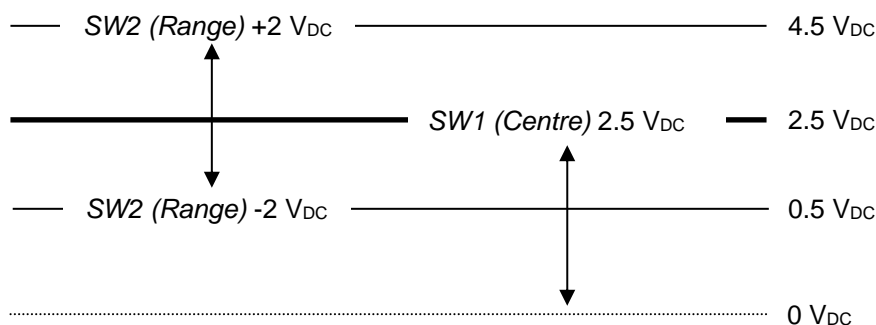 SW2 (Range) +2 VDC 4.5 VDC
SW1 (Centre) 2.5 VDC 2.5 VDC
SW2 (Range) -2 VDC 0.5 VDC
0 VDC